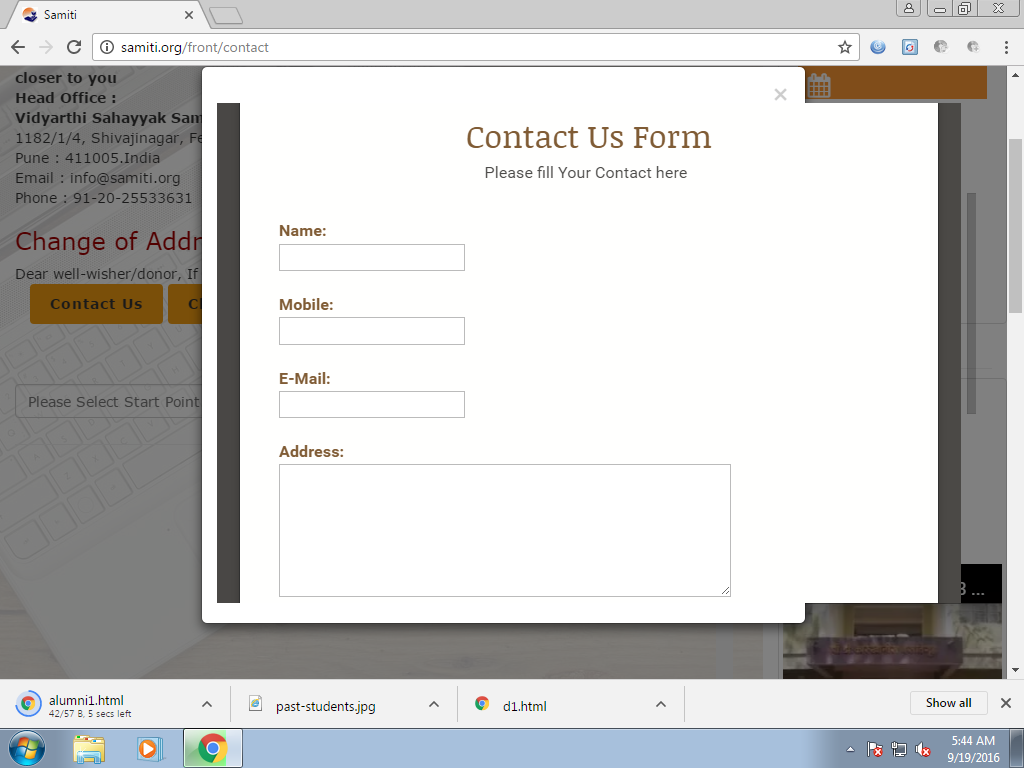 Samiti
samiti.org/front/contact
closer to you
Head Office :
Vidyarthi Sahayyak Sam
1182/1/4, Shivajinagar, Fe
Pune : 411005.India
Email : info@samiti.org
Phone : 91-20-25533631
Change of Addr
Dear well-wisher/donor, If
Contact Us
Please Select Start Point
×
Contact Us Form
Please fill Your Contact here
Name:
Mobile:
E-Mail:
Address:
alumni1.html
42/57 B, 5 secs left
past-students.jpg
d1.html
Show all
5:44 AM
9/19/2016